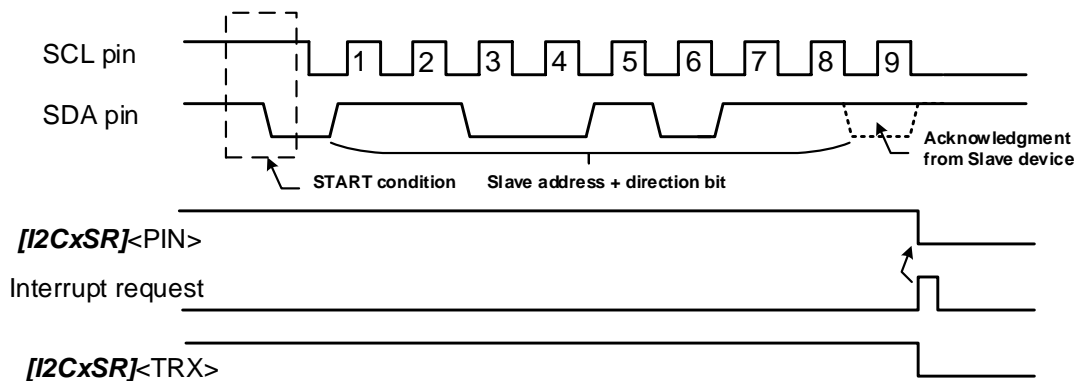 SCL pin
1 2 3 4 5 6 7 8 9
SDA pin
Acknowledgment
from Slave device
START condition
Slave address + direction bit
[I2CxSR]<PIN>
Interrupt request
[I2CxSR]<TRX>